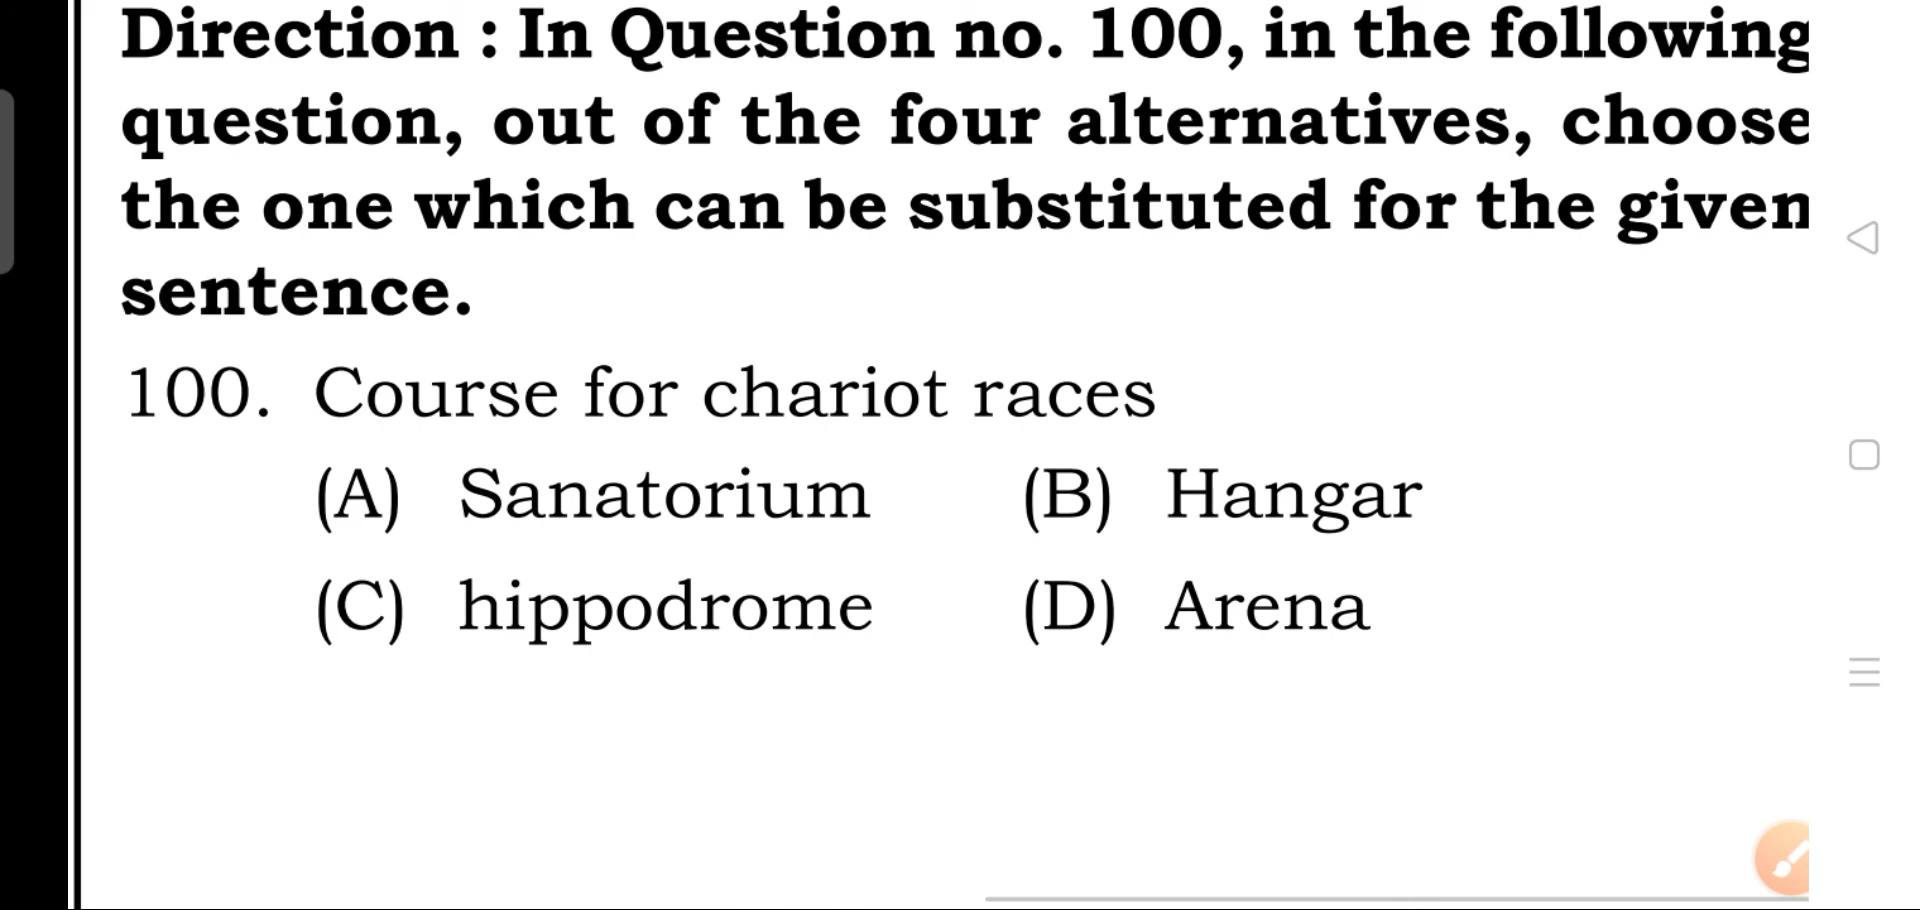 Direction : In Question no. 100, in the following
question, out of the four alternatives, choose
the one which can be substituted for the given
sentence.
100. Course for chariot races
(A) Sanatorium (B) Hangar
(C) hippodrome (D) Arena